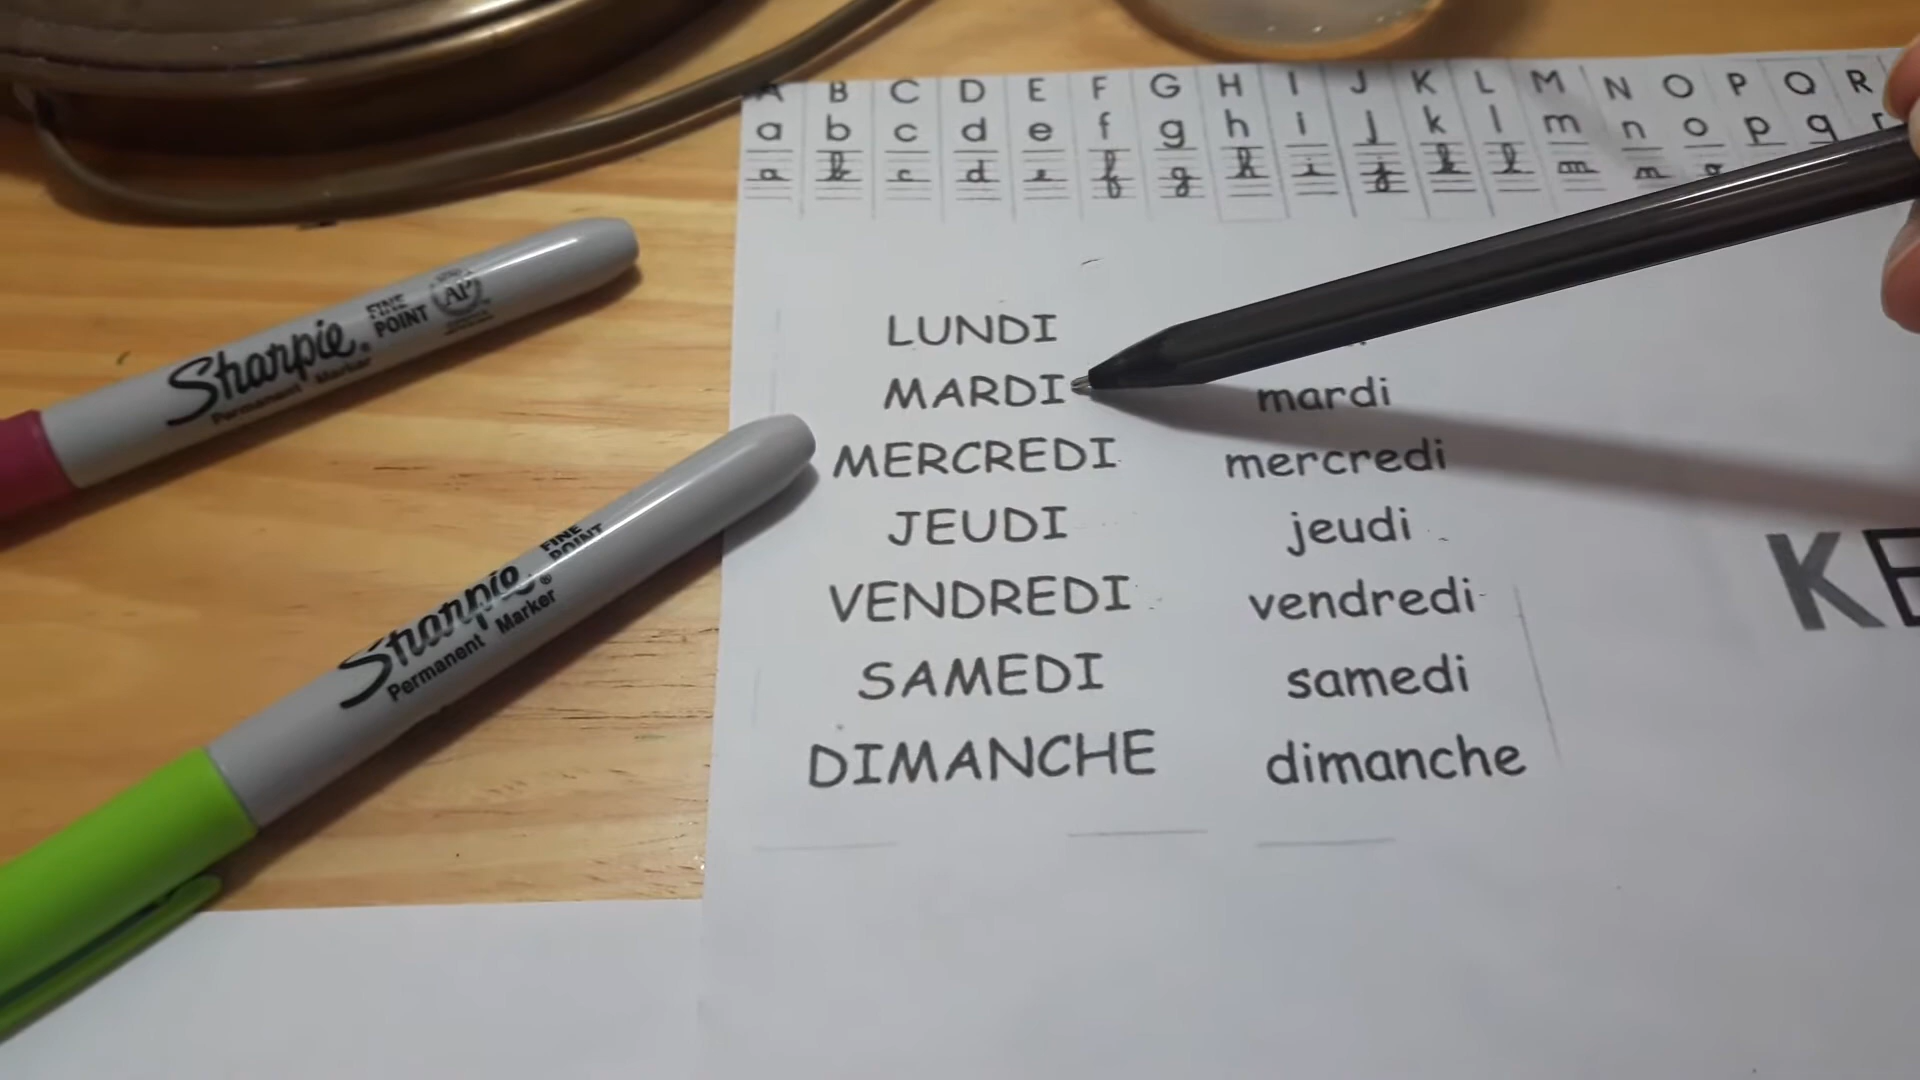 A B C D E F G H I J K L M N O P Q R
a b c d e f g h i j k l m n o p q r
a b c d e f g h i j k l m n o
LUNDI
MARDI mardi
MERCREDI mercredi
JEUDI jeudi
VENDREDI vendredi
SAMEDI samedi
DIMANCHE dimanche
KE
Sharpie®
Permanent Marker
FINE
POINT
AP
Sharpie®
Permanent Marker
FINE
POINT